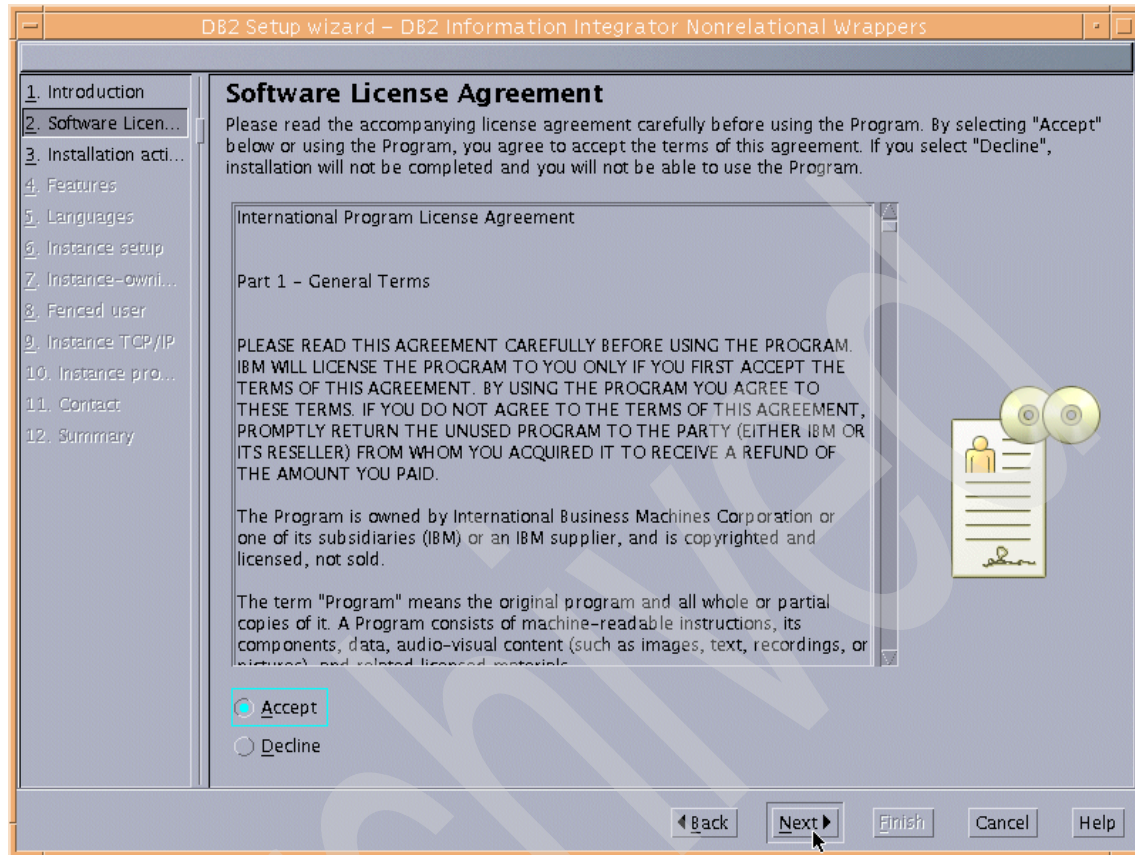 DB2 Setup wizard – DB2 Information Integrator Nonrelational Wrappers
1. Introduction
2. Software Licen...
3. Installation acti...
4. Features
5. Languages
6. Instance setup
7. Instance-owni...
8. Fenced user
9. Instance TCP/IP
10. Instance pro...
11. Contact
12. Summary
Software License Agreement
Please read the accompanying license agreement carefully before using the Program. By selecting "Accept"
below or using the Program, you agree to accept the terms of this agreement. If you select "Decline",
installation will not be completed and you will not be able to use the Program.
International Program License Agreement
Part 1 – General Terms
PLEASE READ THIS AGREEMENT CAREFULLY BEFORE USING THE PROGRAM.
IBM WILL LICENSE THE PROGRAM TO YOU ONLY IF YOU FIRST ACCEPT THE
TERMS OF THIS AGREEMENT. BY USING THE PROGRAM YOU AGREE TO
THESE TERMS. IF YOU DO NOT AGREE TO THE TERMS OF THIS AGREEMENT,
PROMPTLY RETURN THE UNUSED PROGRAM TO THE PARTY (EITHER IBM OR
ITS RESELLER) FROM WHOM YOU ACQUIRED IT TO RECEIVE A REFUND OF
THE AMOUNT YOU PAID.
The Program is owned by International Business Machines Corporation or
one of its subsidiaries (IBM) or an IBM supplier, and is copyrighted and
licensed, not sold.
The term "Program" means the original program and all whole or partial
copies of it. A Program consists of machine-readable instructions, its
components, data, audio-visual content (such as images, text, recordings, or
pictures), and related licensed materials.
Accept
Decline
Back
Next
Finish
Cancel
Help